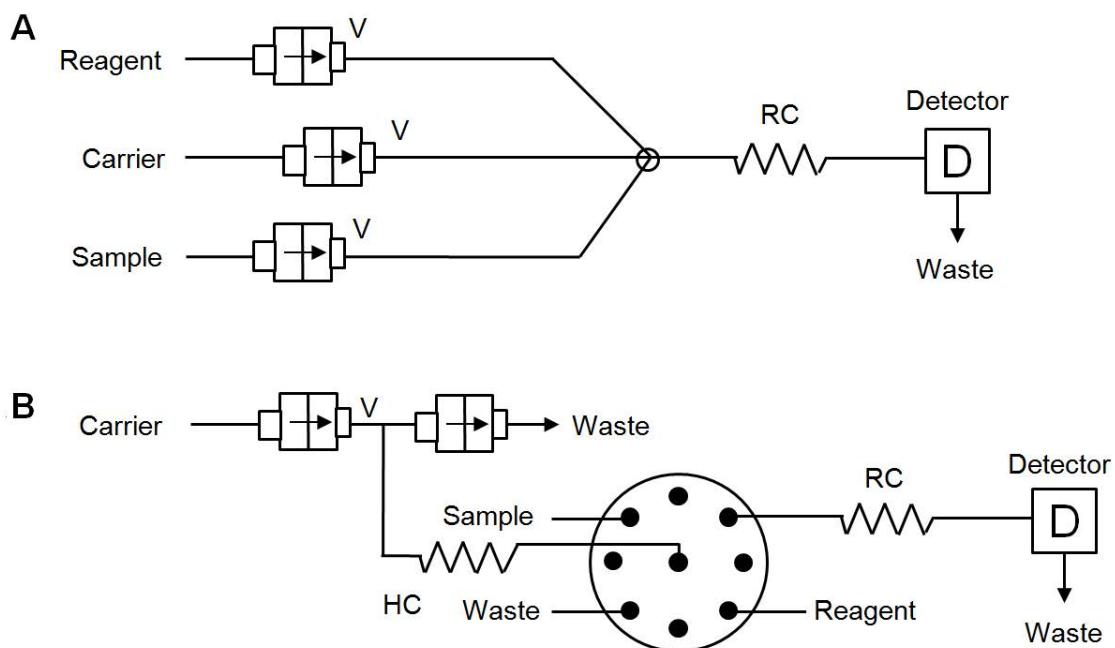 A
V
Reagent
V
RC
Detector
Carrier
D
V
Sample
Waste
B
Carrier
V
Waste
Detector
RC
Sample
D
HC
Waste
Reagent
Waste